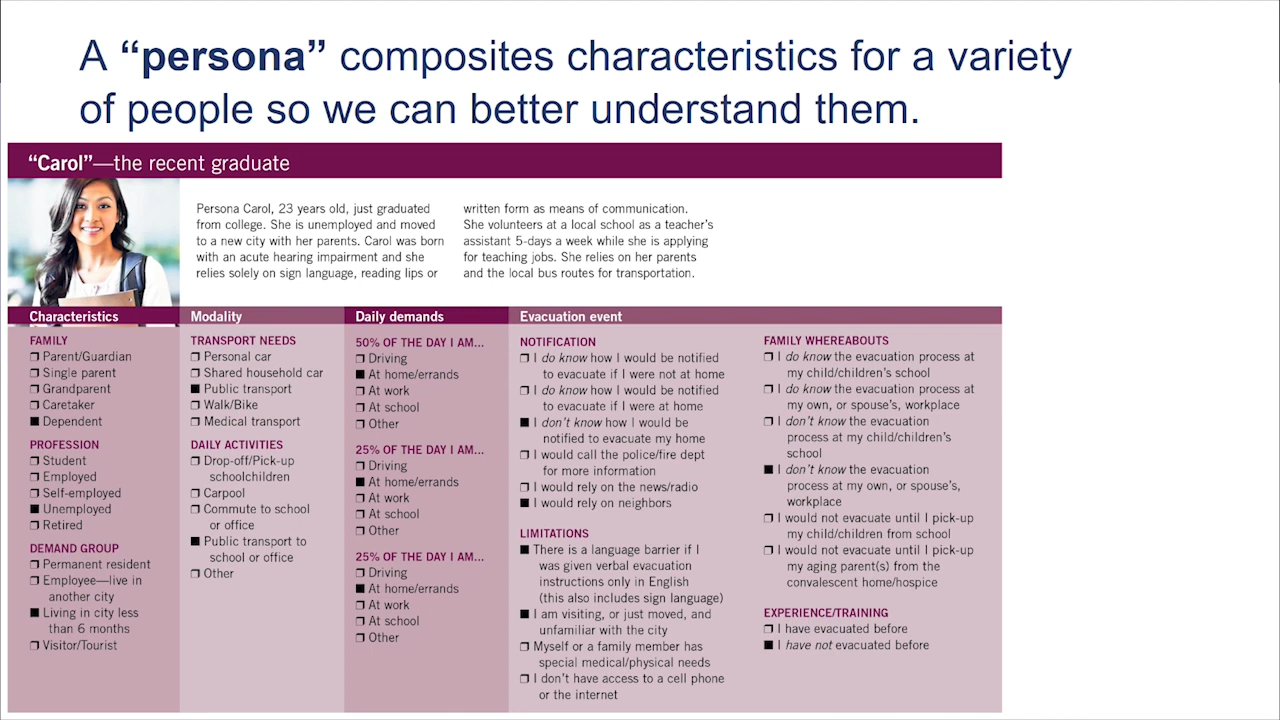 A “persona” composites characteristics for a variety
of people so we can better understand them.
“Carol”—the recent graduate
Persona Carol, 23 years old, just graduated
from college. She is unemployed and moved
to a new city with her parents. Carol was born
with an acute hearing impairment and she
relies solely on sign language, reading lips or
written form as means of communication.
She volunteers at a local school as a teacher’s
assistant 5-days a week while she is applying
for teaching jobs. She relies on her parents
and the local bus routes for transportation.
Characteristics
FAMILY
❒ Parent/Guardian
❒ Single parent
❒ Grandparent
❒ Caretaker
■ Dependent
PROFESSION
❒ Student
❒ Employed
❒ Self-employed
■ Unemployed
❒ Retired
DEMAND GROUP
❒ Permanent resident
❒ Employee—live in
another city
■ Living in city less
than 6 months
❒ Visitor/Tourist
Modality
TRANSPORT NEEDS
❒ Personal car
❒ Shared household car
■ Public transport
❒ Walk/Bike
❒ Medical transport
DAILY ACTIVITIES
❒ Drop-off/Pick-up
schoolchildren
❒ Carpool
❒ Commute to school
or office
■ Public transport to
school or office
❒ Other
Daily demands
50% OF THE DAY I AM...
❒ Driving
■ At home/errands
❒ At work
❒ At school
❒ Other
25% OF THE DAY I AM...
❒ Driving
■ At home/errands
❒ At work
❒ At school
❒ Other
25% OF THE DAY I AM...
❒ Driving
■ At home/errands
❒ At work
❒ At school
❒ Other
Evacuation event
NOTIFICATION
❒ I do know how I would be notified
to evacuate if I were not at home
❒ I do know how I would be notified
to evacuate if I were at home
■ I don’t know how I would be
notified to evacuate my home
❒ I would call the police/fire dept
for more information
❒ I would rely on the news/radio
■ I would rely on neighbors
LIMITATIONS
■ There is a language barrier if I
was given verbal evacuation
instructions only in English
(this also includes sign language)
■ I am visiting, or just moved, and
unfamiliar with the city
❒ Myself or a family member has
special medical/physical needs
❒ I don’t have access to a cell phone
or the internet
FAMILY WHEREABOUTS
❒ I do know the evacuation process at
my child/children’s school
❒ I do know the evacuation process at
my own, or spouse’s, workplace
❒ I don’t know the evacuation
process at my child/children’s
school
■ I don’t know the evacuation
process at my own, or spouse’s,
workplace
❒ I would not evacuate until I pick-up
my child/children from school
❒ I would not evacuate until I pick-up
my aging parent(s) from the
convalescent home/hospice
EXPERIENCE/TRAINING
❒ I have evacuated before
■ I have not evacuated before